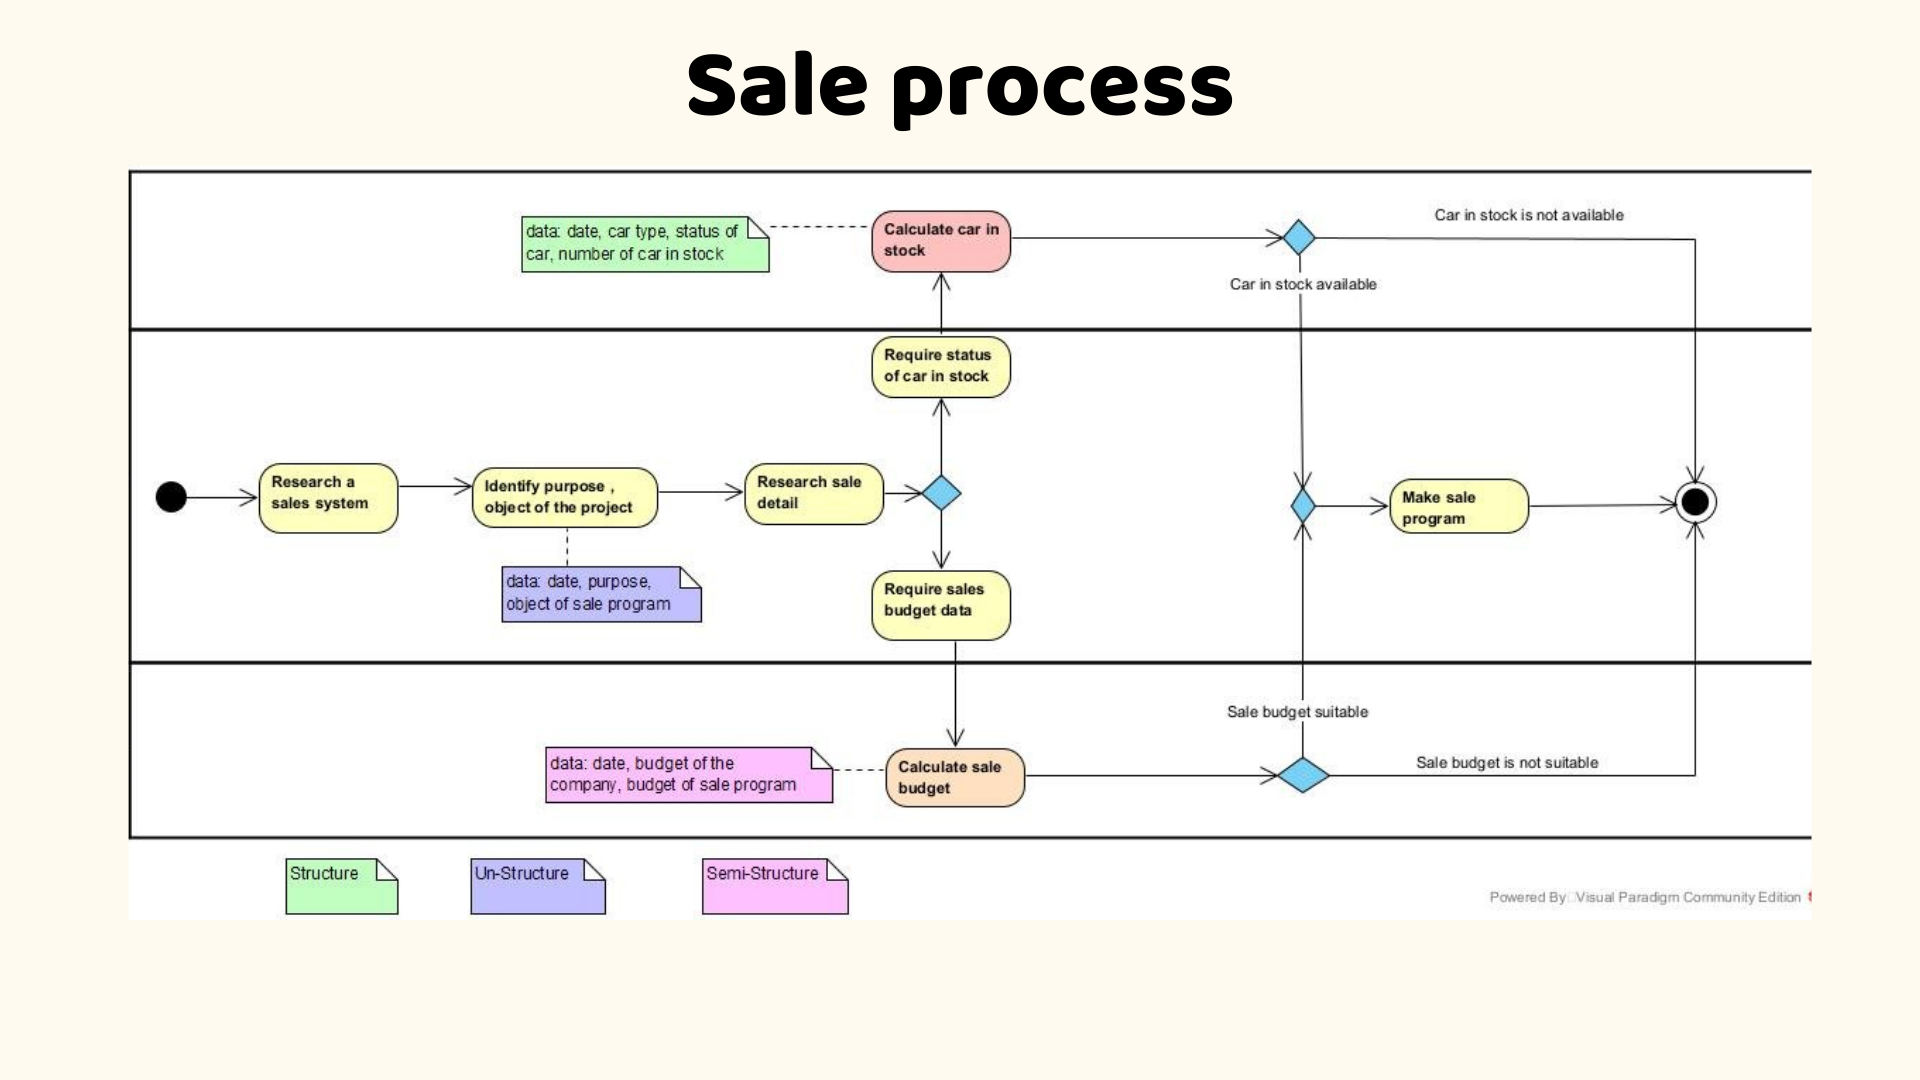 Sale process
data: date, car type, status of
car, number of car in stock
Calculate car in
stock
Car in stock is not available
Car in stock available
Require status
of car in stock
Research a
sales system
Identify purpose ,
object of the project
Research sale
detail
Make sale
program
data: date, purpose,
object of sale program
Require sales
budget data
Sale budget suitable
data: date, budget of the
company, budget of sale program
Calculate sale
budget
Sale budget is not suitable
Structure
Un-Structure
Semi-Structure
Powered By Visual Paradigm Community Edition